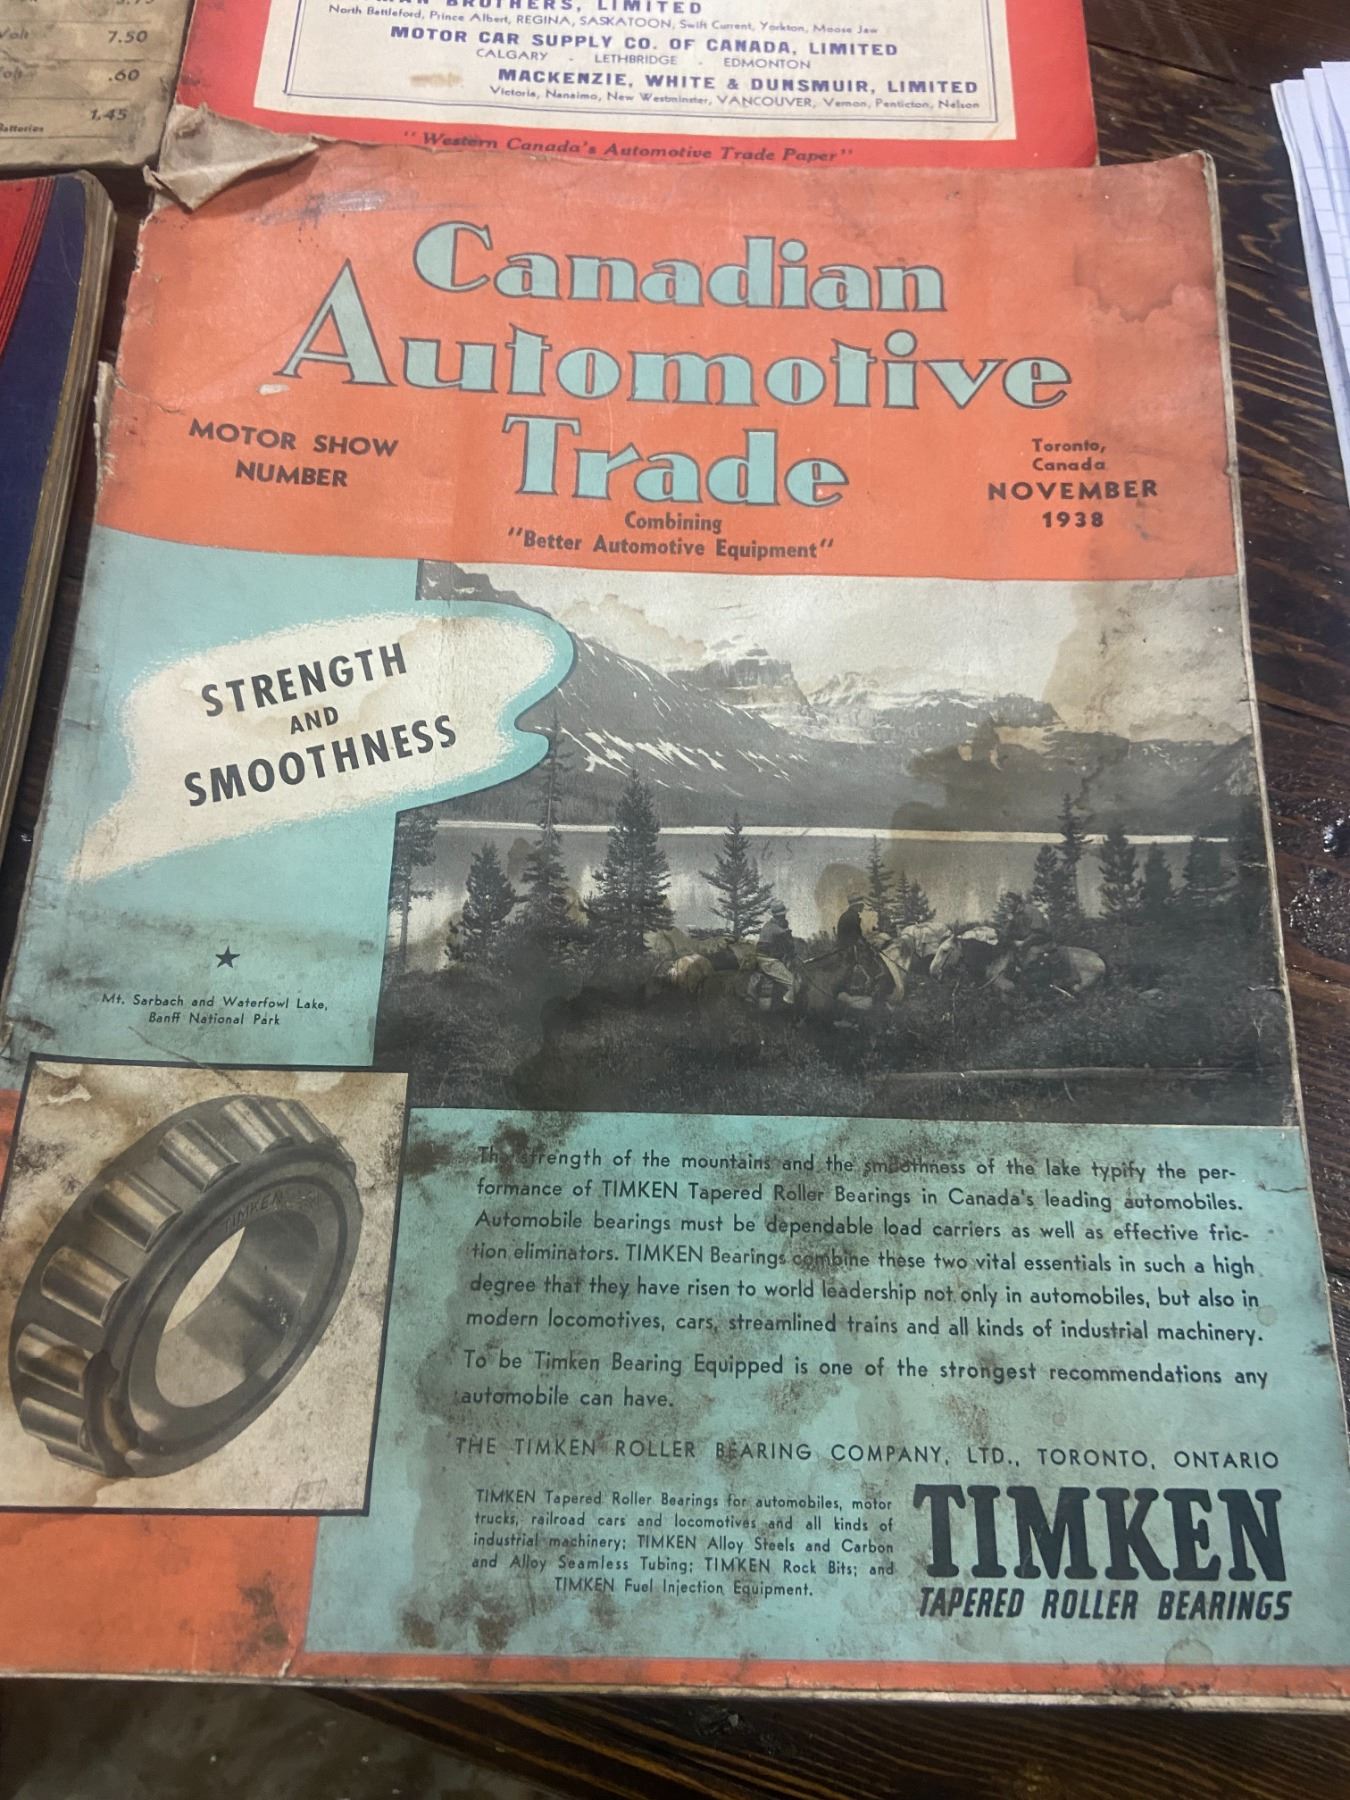 Volt 7.50
.60
1.45
Batteries
BROTHERS, LIMITED
North Battleford, Prince Albert, REGINA, SASKATOON, Swift Current, Yorkton, Moose Jaw
MOTOR CAR SUPPLY CO. OF CANADA, LIMITED
CALGARY - LETHBRIDGE - EDMONTON
MACKENZIE, WHITE & DUNSMUIR, LIMITED
Victoria, Nanaimo, New Westminster, VANCOUVER, Vernon, Penticton, Nelson
"Western Canada's Automotive Trade Paper"
Canadian
Automotive
Trade
MOTOR SHOW
NUMBER
Toronto,
Canada
NOVEMBER
1938
Combining
"Better Automotive Equipment"
STRENGTH
AND
SMOOTHNESS
Mt. Sarbach and Waterfowl Lake,
Banff National Park
TIMKEN
The strength of the mountains and the smoothness of the lake typify the per-
formance of TIMKEN Tapered Roller Bearings in Canada's leading automobiles.
Automobile bearings must be dependable load carriers as well as effective fric-
tion eliminators. TIMKEN Bearings combine these two vital essentials in such a high
degree that they have risen to world leadership not only in automobiles, but also in
modern locomotives, cars, streamlined trains and all kinds of industrial machinery.
To be Timken Bearing Equipped is one of the strongest recommendations any
automobile can have.
THE TIMKEN ROLLER BEARING COMPANY, LTD., TORONTO, ONTARIO
TIMKEN Tapered Roller Bearings for automobiles, motor
trucks, railroad cars and locomotives and all kinds of
industrial machinery; TIMKEN Alloy Steels and Carbon
and Alloy Seamless Tubing; TIMKEN Rock Bits; and
TIMKEN Fuel Injection Equipment.
TIMKEN
TAPERED ROLLER BEARINGS